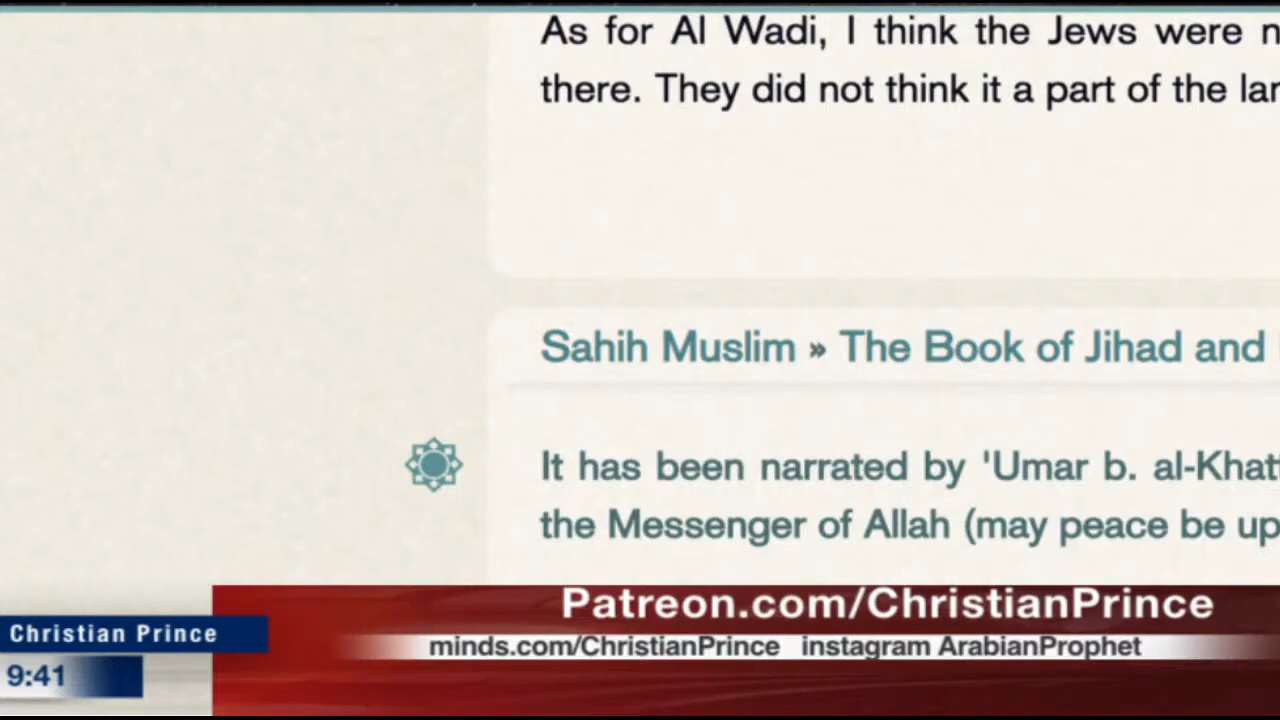 As for Al Wadi, I think the Jews were
there. They did not think it a part of the
Sahih Muslim » The Book of Jihad and
It has been narrated by 'Umar b.
the Messenger of Allah (may peace be
Patreon.com/ChristianPrince
minds.com/ChristianPrince instagram ArabianProphet
Christian Prince
9:41